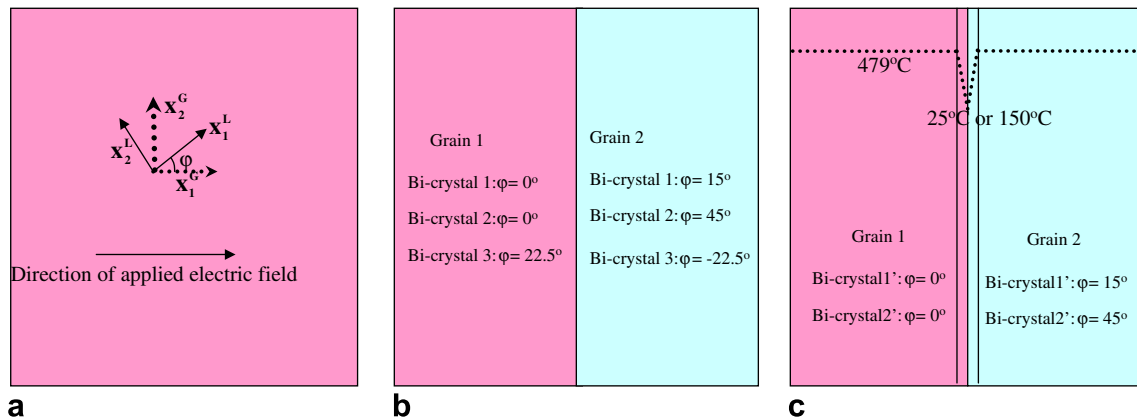 x₂ᴳ
x₁ᴸ
x₂ᴸ
φ
x₁ᴳ
Direction of applied electric field
a
Grain 1
Bi-crystal 1:φ= 0º
Bi-crystal 2:φ= 0º
Bi-crystal 3:φ= 22.5º
Grain 2
Bi-crystal 1:φ= 15º
Bi-crystal 2:φ= 45º
Bi-crystal 3:φ= -22.5º
b
479ºC
25ºC or 150ºC
Grain 1
Bi-crystal1’:φ= 0º
Bi-crystal2’:φ= 0º
Grain 2
Bi-crystal1’:φ= 15º
Bi-crystal2’:φ= 45º
c